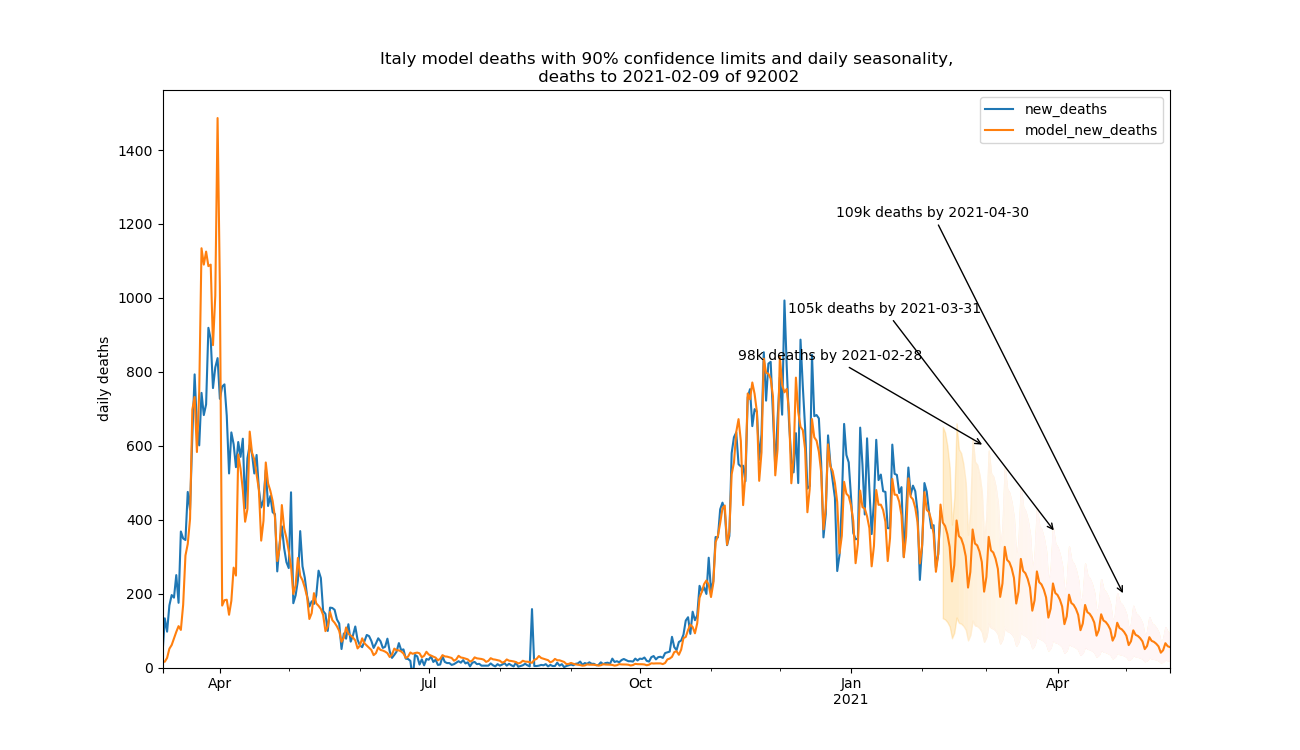 Italy model deaths with 90% confidence limits and daily seasonality,
deaths to 2021-02-09 of 92002
new_deaths
model_new_deaths
1400
1200
1000
800
600
400
200
0
daily deaths
109k deaths by 2021-04-30
105k deaths by 2021-03-31
98k deaths by 2021-02-28
Apr
Jul
Oct
Jan
2021
Apr